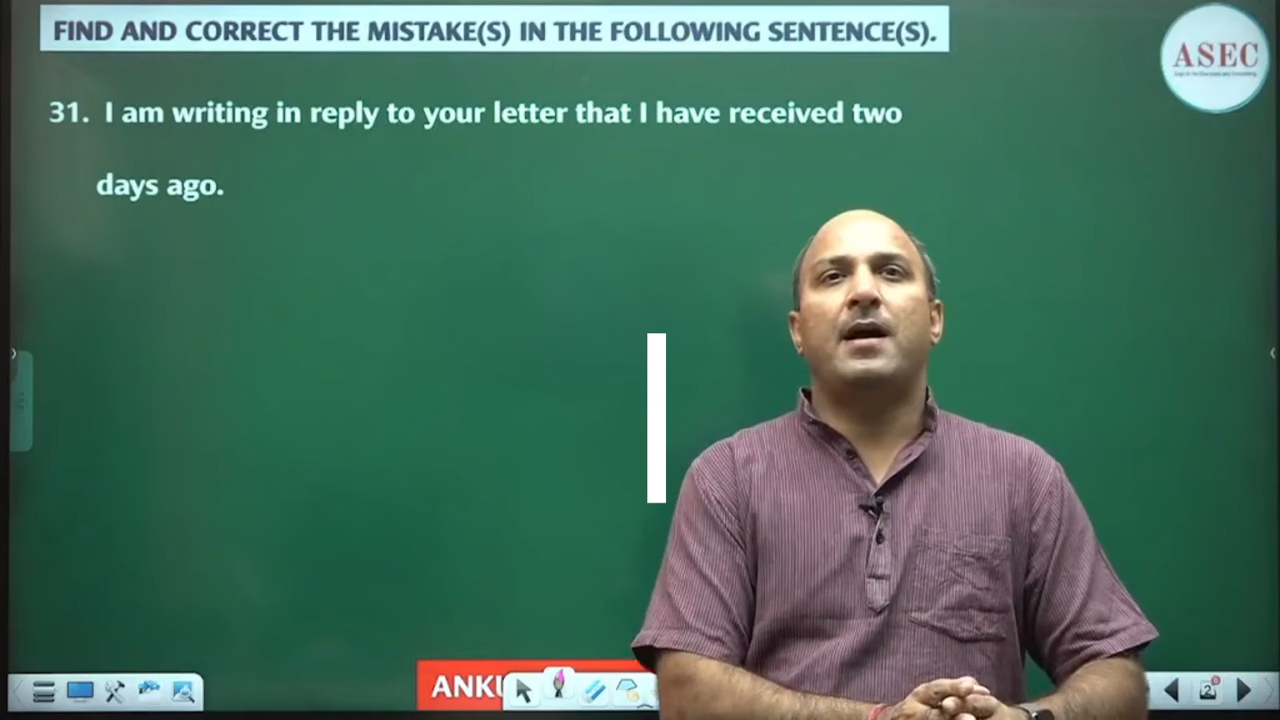 FIND AND CORRECT THE MISTAKE(S) IN THE FOLLOWING SENTENCE(S).
ASEC
31. I am writing in reply to your letter that I have received two
days ago.
2